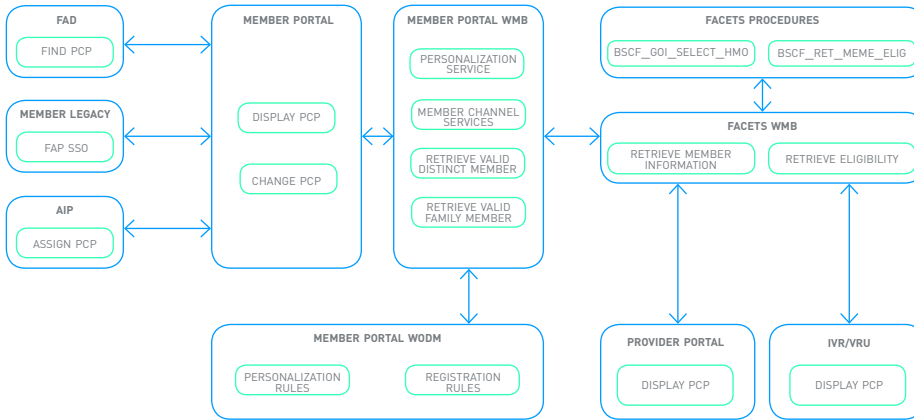 FAD
FIND PCP
MEMBER LEGACY
FAP SSO
AIP
ASSIGN PCP
MEMBER PORTAL
DISPLAY PCP
CHANGE PCP
MEMBER PORTAL WMB
PERSONALIZATION
SERVICE
MEMBER CHANNEL
SERVICES
RETRIEVE VALID
DISTINCT MEMBER
RETRIEVE VALID
FAMILY MEMBER
FACETS PROCEDURES
BSCF_GOI_SELECT_HMO
BSCF_RET_MEME_ELIG
FACETS WMB
RETRIEVE MEMBER
INFORMATION
RETRIEVE ELIGIBILITY
MEMBER PORTAL WODM
PERSONALIZATION
RULES
REGISTRATION
RULES
PROVIDER PORTAL
DISPLAY PCP
IVR/VRU
DISPLAY PCP